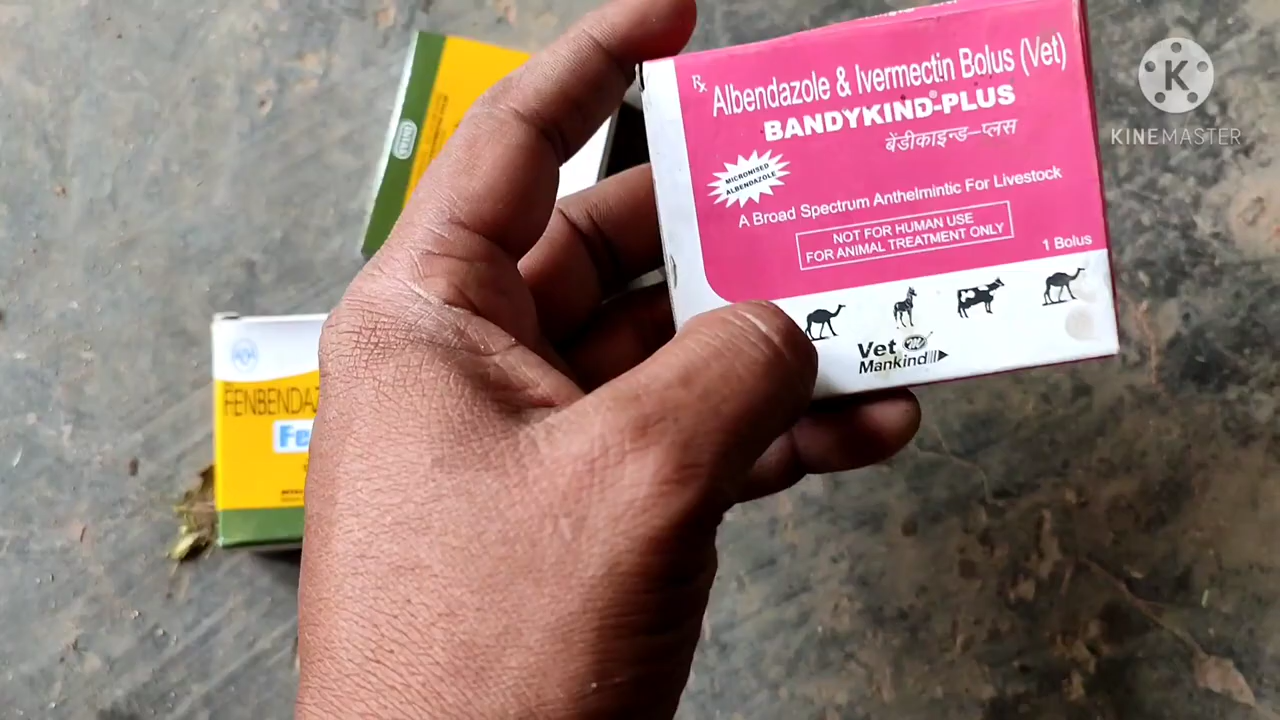 Rx Albendazole & Ivermectin Bolus (Vet)
BANDYKIND®-PLUS
बेंडीकाइन्ड-प्लस
MICRONISED
ALBENDAZOLE
A Broad Spectrum Anthelmintic For Livestock
NOT FOR HUMAN USE
FOR ANIMAL TREATMENT ONLY
1 Bolus
Vet
Mankind
FENBENDAZ
Fe
K
KINEMASTER